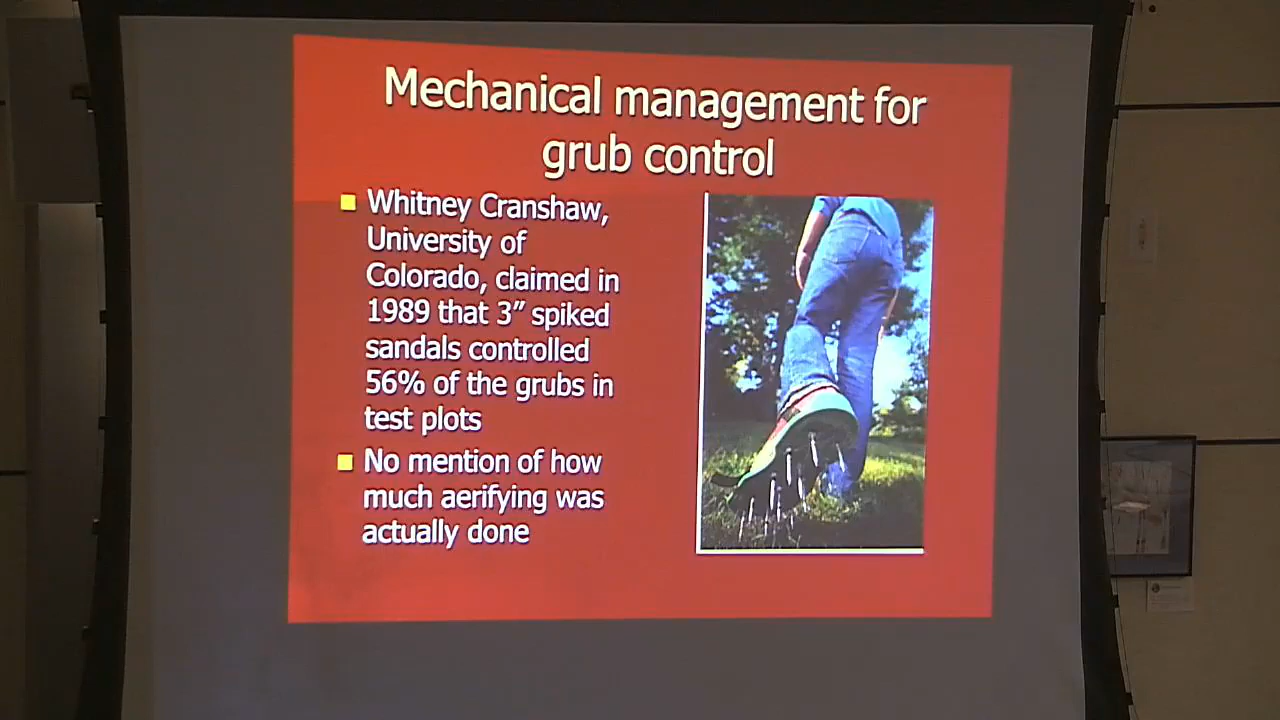 Mechanical management for
grub control
Whitney Cranshaw,
University of
Colorado, claimed in
1989 that 3” spiked
sandals controlled
56% of the grubs in
test plots
No mention of how
much aerifying was
actually done